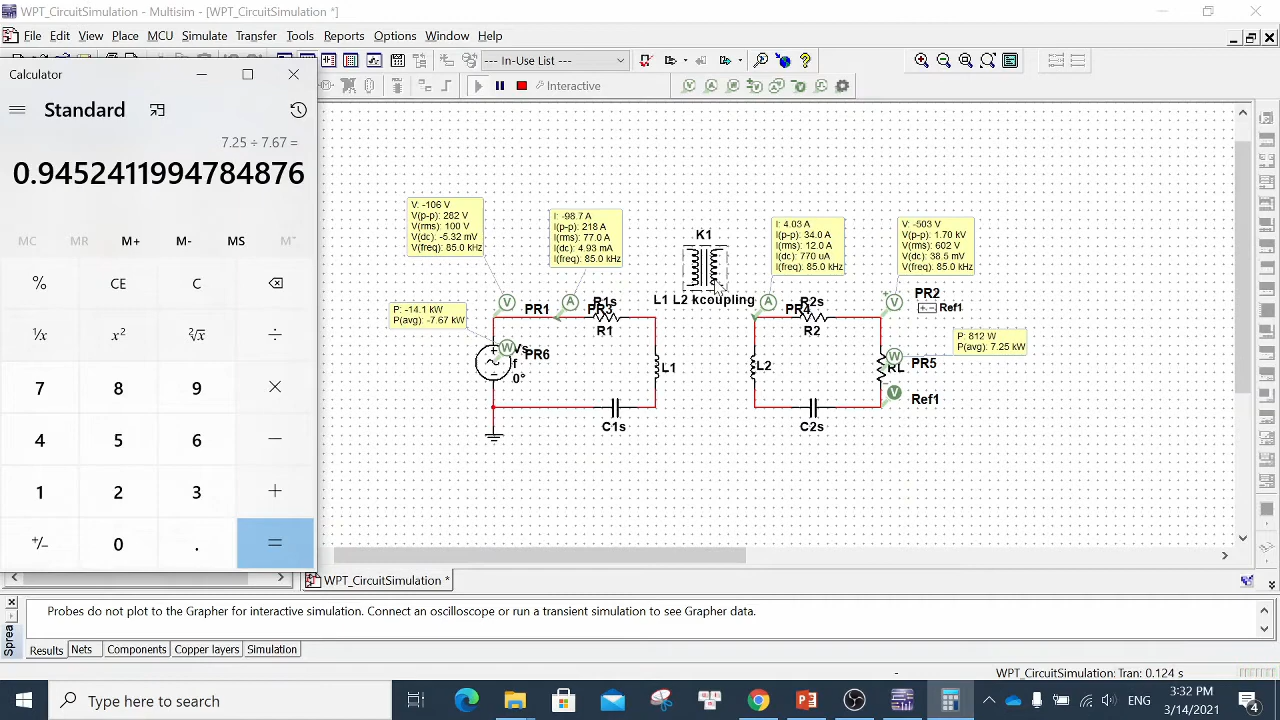 WPT_CircuitSimulation - Multisim - [WPT_CircuitSimulation *]
File Edit View Place MCU Simulate Transfer Tools Reports Options Window Help
--- In-Use List ---
Interactive
Calculator
Standard
7.25 ÷ 7.67 =
0.9452411994784876
MC MR M+ M- MS M˅
% CE C
¹/x x² ²√x ÷
7 8 9 ×
4 5 6 −
1 2 3 +
+/− 0 . =
V: -106 V
V(p-p): 282 V
V(rms): 100 V
V(dc): -5.32 mV
V(freq): 85.0 kHz
I: -98.7 A
I(p-p): 218 A
I(rms): 77.0 A
I(dc): 4.93 mA
I(freq): 85.0 kHz
K1
L1 L2 kcoupling
I: 4.03 A
I(p-p): 34.0 A
I(rms): 12.0 A
I(dc): 770 uA
I(freq): 85.0 kHz
V: -503 V
V(p-p): 1.70 kV
V(rms): 602 V
V(dc): 38.5 mV
V(freq): 85.0 kHz
P: -14.1 kW
P(avg): -7.67 kW
V PR1
A PR3
R1s
R1
A PR4
R2s
R2
V PR2
Ref1
P: 812 W
P(avg): 7.25 kW
W PR6
Vs
f
0°
L1
L2
W PR5
RL
V Ref1
C1s
C2s
WPT_CircuitSimulation *
Probes do not plot to the Grapher for interactive simulation. Connect an oscilloscope or run a transient simulation to see Grapher data.
Sprea
Results Nets Components Copper layers Simulation
WPT_CircuitSimulation: Tran: 0.124 s
Type here to search
ENG
3:32 PM
3/14/2021
4